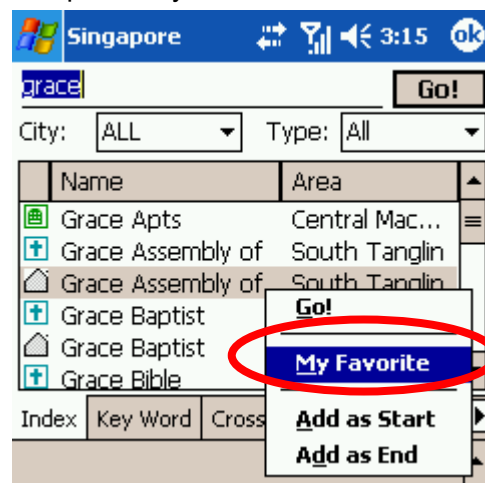 Singapore 3:15 ok
grace Go!
City: ALL Type: All
Name Area
Grace Apts Central Mac...
Grace Assembly of South Tanglin
Grace Assembly of South Tanglin
Grace Baptist Go!
Grace Baptist My Favorite
Grace Bible
Index Key Word Cross Add as Start
Add as End